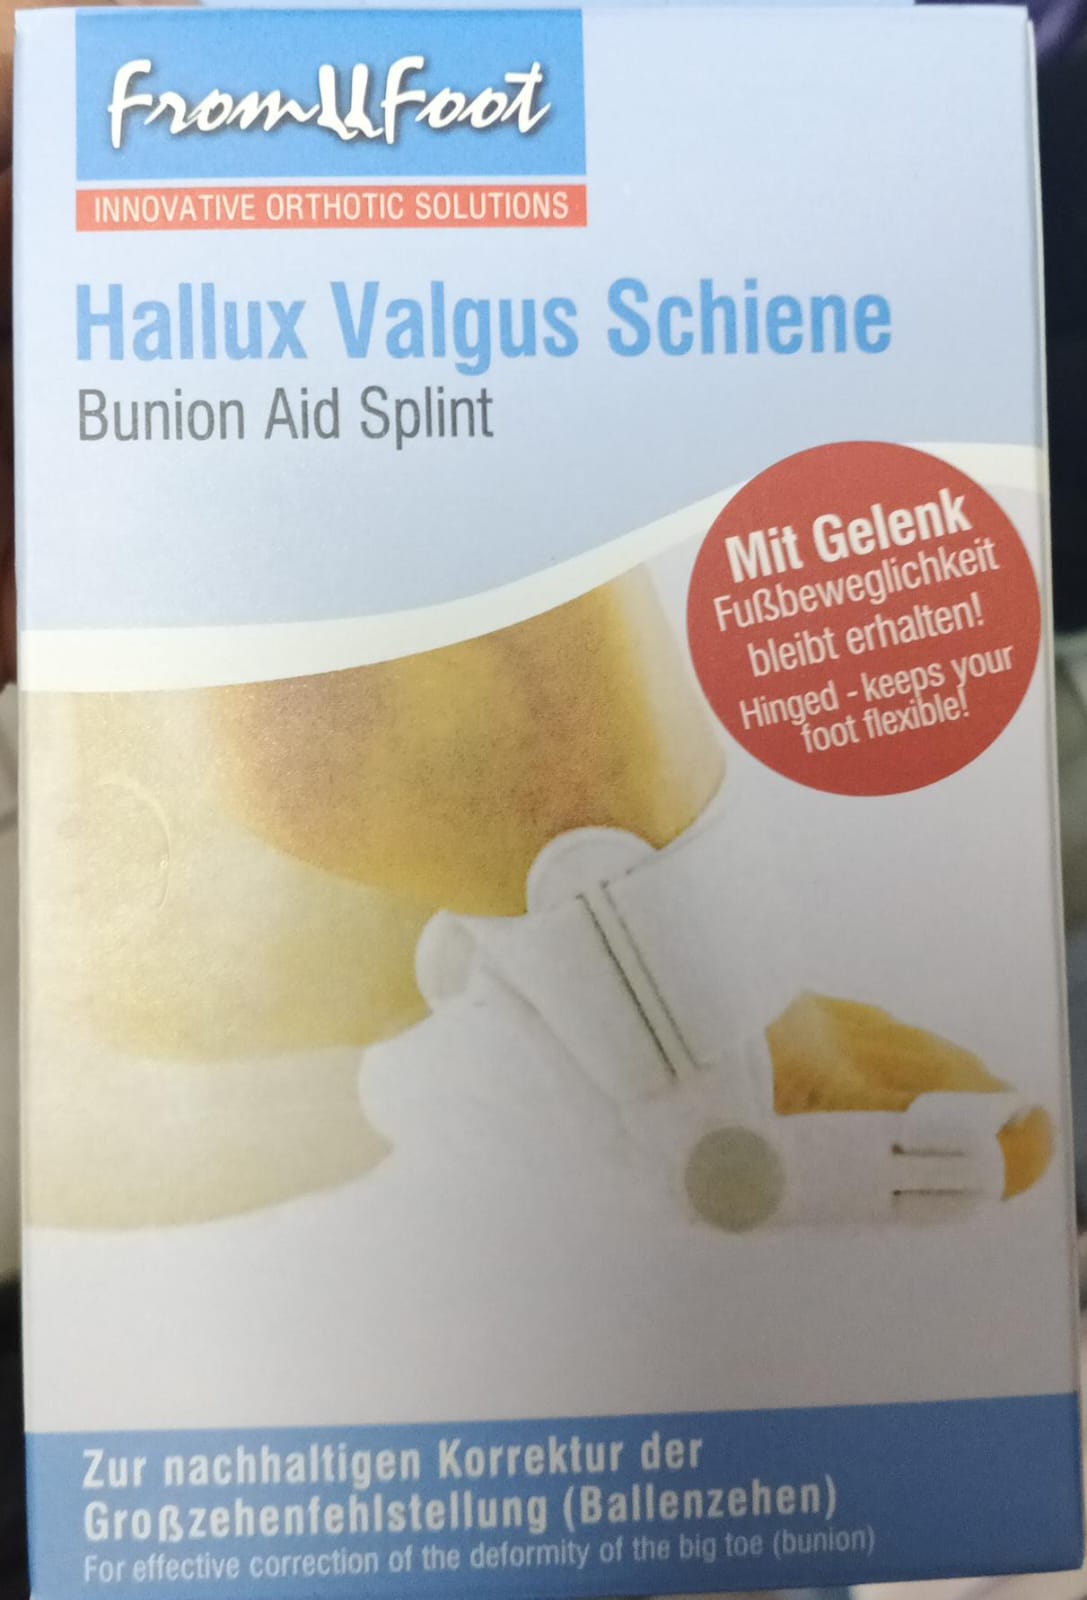 FromUFoot
INNOVATIVE ORTHOTIC SOLUTIONS
Hallux Valgus Schiene
Bunion Aid Splint
Mit Gelenk
Fußbeweglichkeit
bleibt erhalten!
Hinged - keeps your
foot flexible!
Zur nachhaltigen Korrektur der
Großzehenfehlstellung (Ballenzehen)
For effective correction of the deformity of the big toe (bunion)